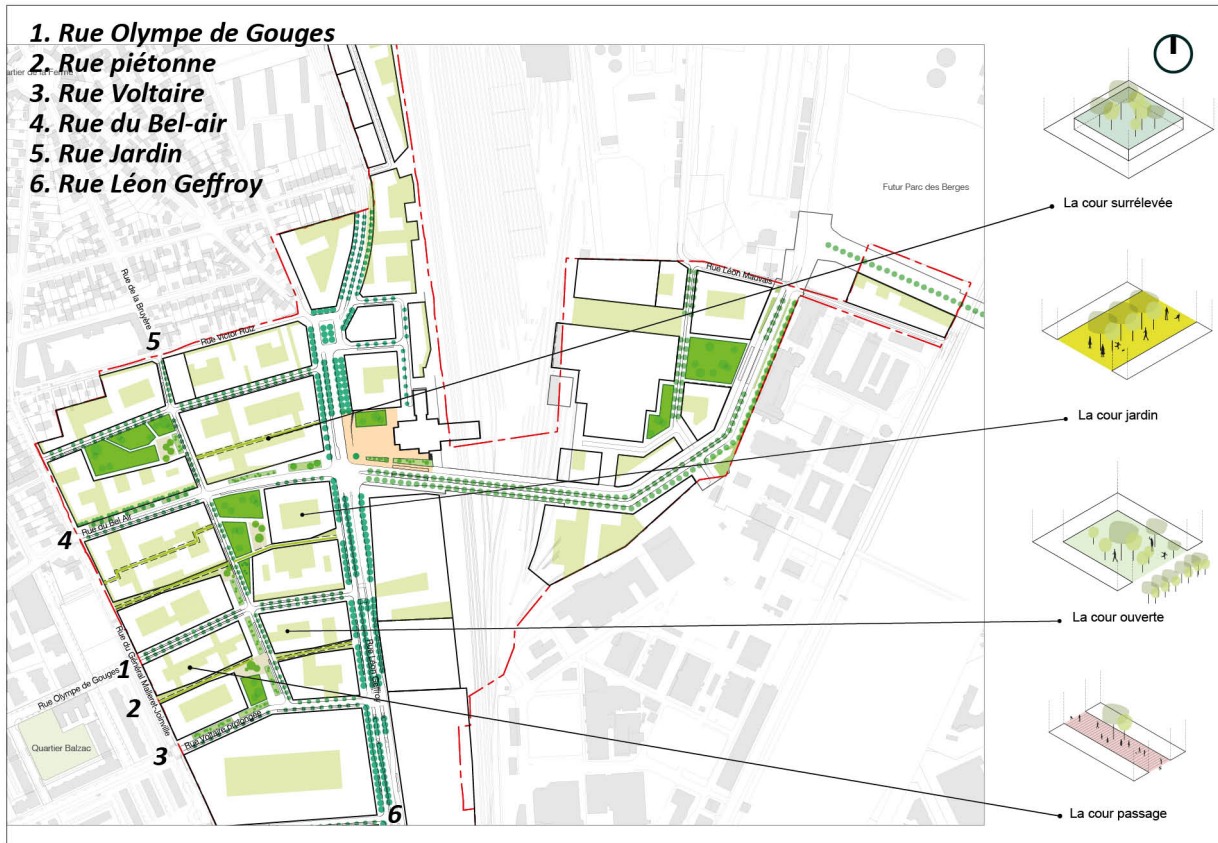 1. Rue Olympe de Gouges
2. Rue piétonne
3. Rue Voltaire
4. Rue du Bel-air
5. Rue Jardin
6. Rue Léon Geffroy
Futur Parc des Berges
La cour surrélevée
Rue Léon Mauvais
Rue de la Bruyère
5
Rue Victor Ruiz
La cour jardin
4
Rue du Bel Air
La cour ouverte
Rue du Général Malleret-Joinville
Rue Léon Geffroy
1
Rue Olympe de Gouges
2
Rue Voltaire prolongée
Quartier Balzac
3
6
La cour passage